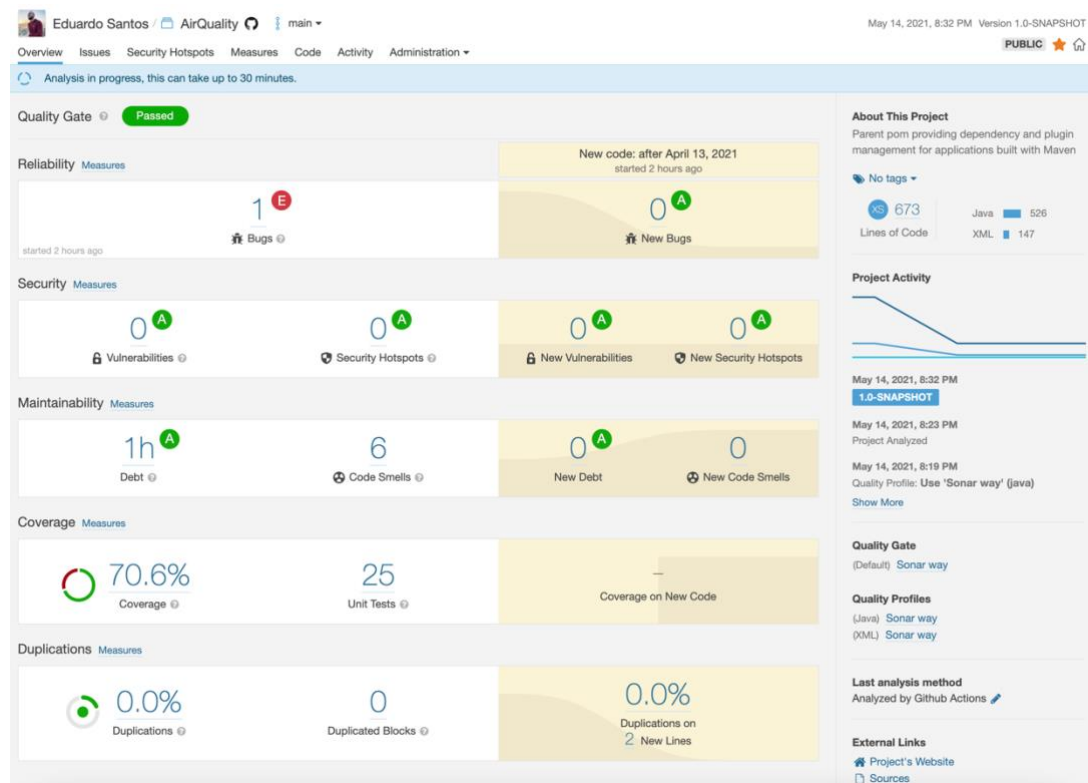 Eduardo Santos / AirQuality main
May 14, 2021, 8:32 PM Version 1.0-SNAPSHOT
Overview Issues Security Hotspots Measures Code Activity Administration
PUBLIC
Analysis in progress, this can take up to 30 minutes.
Quality Gate Passed
Reliability Measures
New code: after April 13, 2021
started 2 hours ago
1 E
Bugs
started 2 hours ago
0 A
New Bugs
Security Measures
0 A
Vulnerabilities
0 A
Security Hotspots
0 A
New Vulnerabilities
0 A
New Security Hotspots
Maintainability Measures
1h A
Debt
6
Code Smells
0 A
New Debt
0
New Code Smells
Coverage Measures
70.6%
Coverage
25
Unit Tests
–
Coverage on New Code
Duplications Measures
0.0%
Duplications
0
Duplicated Blocks
0.0%
Duplications on
2 New Lines
About This Project
Parent pom providing dependency and plugin
management for applications built with Maven
No tags
XS 673
Lines of Code
Java 526
XML 147
Project Activity
May 14, 2021, 8:32 PM
1.0-SNAPSHOT
May 14, 2021, 8:23 PM
Project Analyzed
May 14, 2021, 8:19 PM
Quality Profile: Use 'Sonar way' (java)
Show More
Quality Gate
(Default) Sonar way
Quality Profiles
(Java) Sonar way
(XML) Sonar way
Last analysis method
Analyzed by Github Actions
External Links
Project's Website
Sources